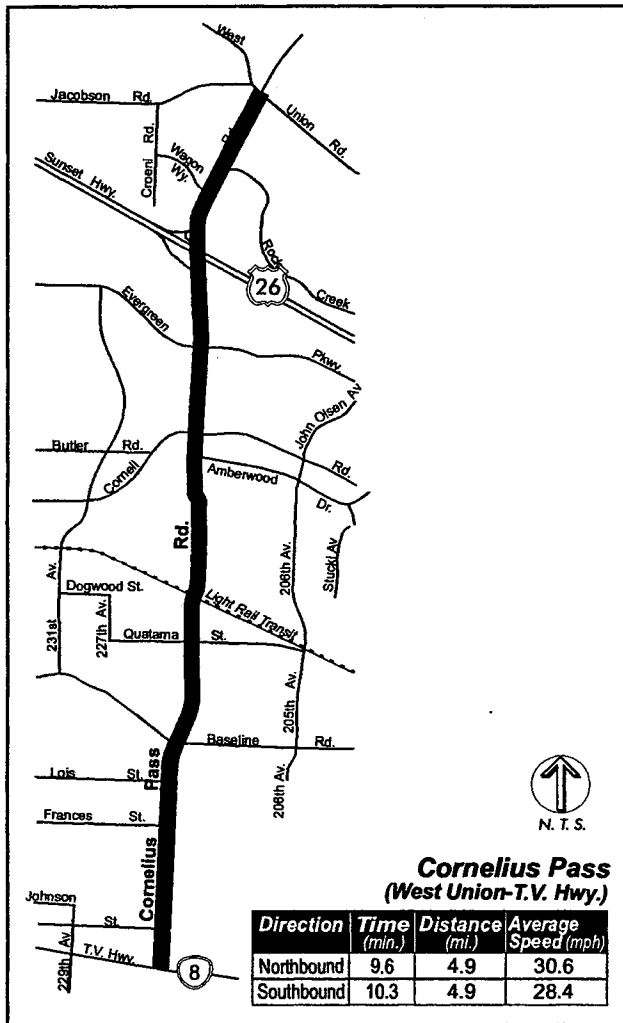 West
Union Rd.
Jacobson Rd.
Croeni Rd.
Wagon Wy.
Sunset Hwy.
26
Rock Creek
Evergreen Pkwy.
John Olsen Av
Butler Rd.
Cornell Rd.
Amberwood Dr.
Stucki Av
206th Av.
Rd.
Light Rail Transit
Dogwood St.
227th Av.
231st Av.
Quatama St.
205th Av.
Baseline Rd.
206th Av.
Lois St.
Frances St.
Cornelius Pass
Johnson St.
229th Av
T.V. Hwy.
8
N. T. S.
Cornelius Pass
(West Union-T.V. Hwy.)
Direction Time (min.) Distance (mi.) Average Speed (mph)
Northbound 9.6 4.9 30.6
Southbound 10.3 4.9 28.4